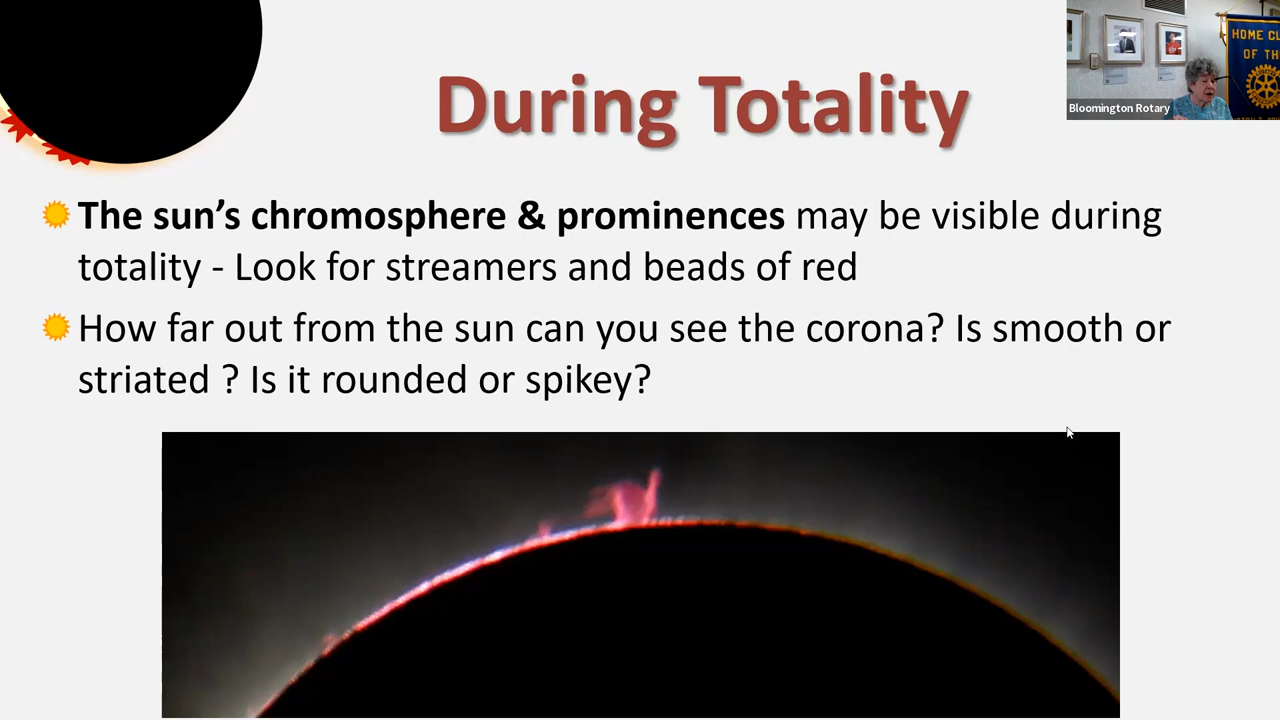 During Totality
Bloomington Rotary
HOME CL
OF TH
The sun’s chromosphere & prominences may be visible during
totality - Look for streamers and beads of red
How far out from the sun can you see the corona? Is smooth or
striated ? Is it rounded or spikey?